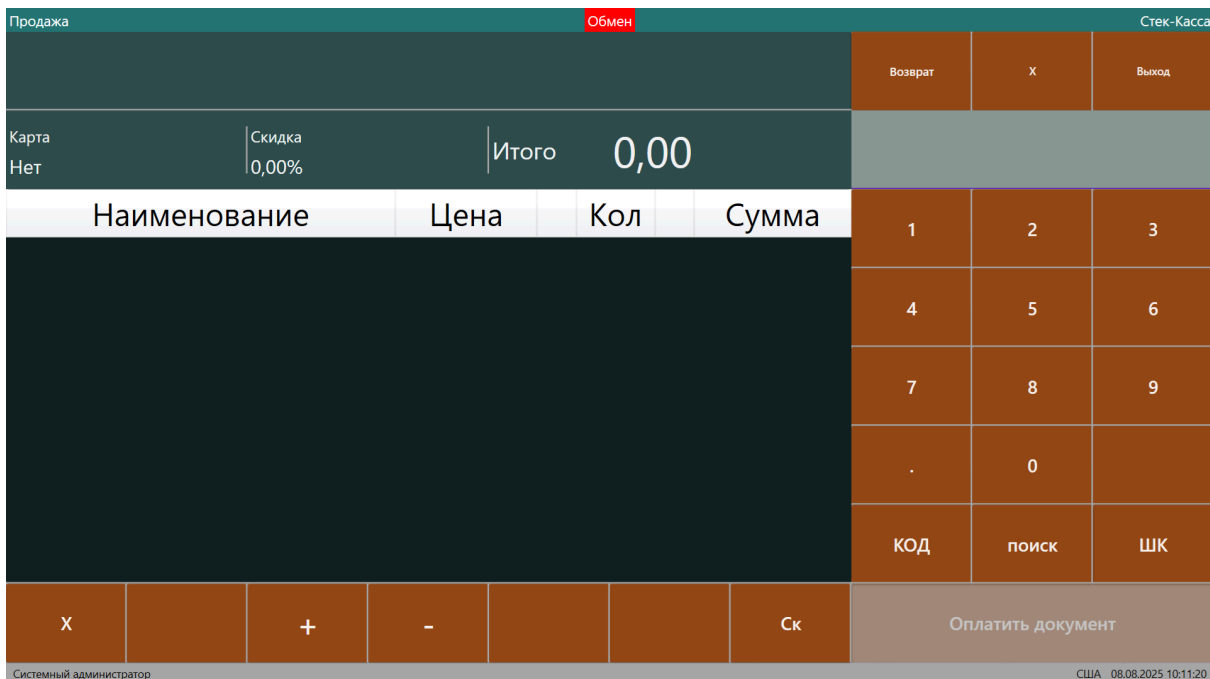 Продажа Обмен Стек-Касса
Возврат Х Выход
Карта Скидка Итого 0,00
Нет 0,00%
Наименование Цена Кол Сумма
1 2 3
4 5 6
7 8 9
. 0
КОД поиск ШК
Х + - Ск Оплатить документ
Системный администратор США 08.08.2025 10:11:20